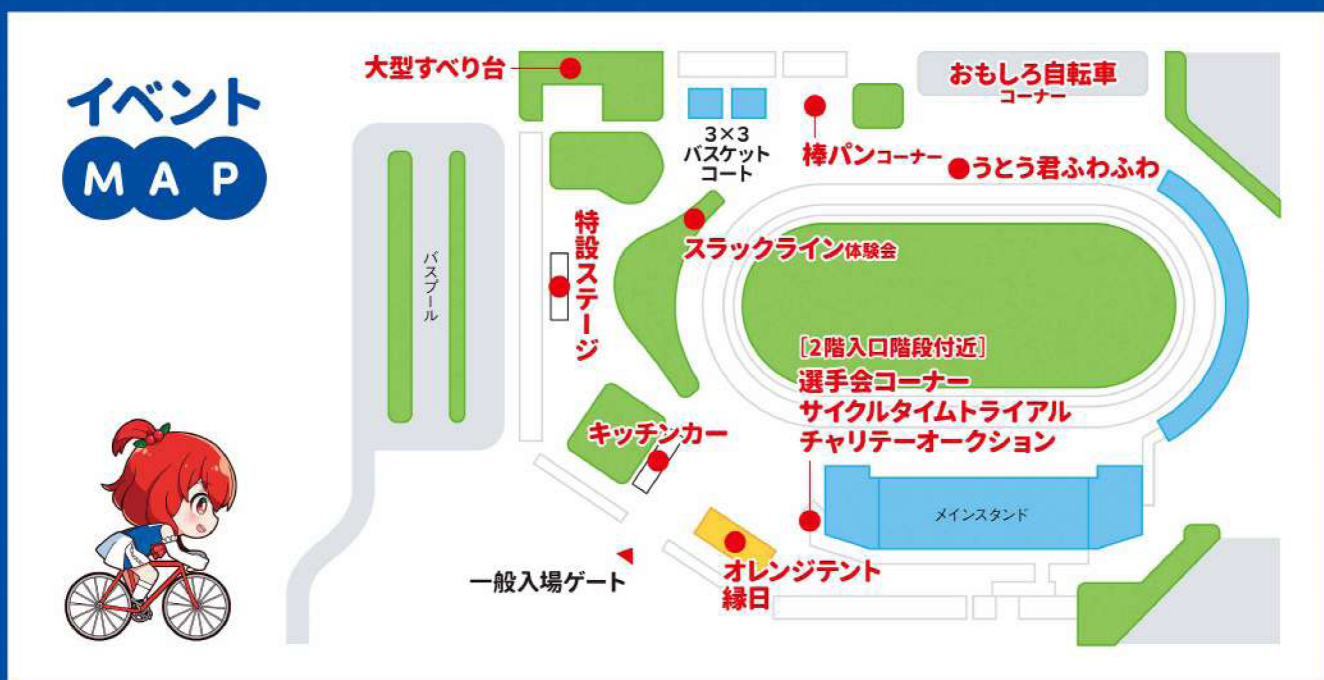 イベント
MAP
大型すべり台
おもしろ自転車
コーナー
3×3
バスケット
コート
棒パンコーナー
うとう君ふわふわ
特設ステージ
スラックライン体験会
バスプール
[2階入口階段付近]
選手会コーナー
サイクルタイムトライアル
チャリテーオークション
キッチンカー
メインスタンド
一般入場ゲート
オレンジテント
縁日